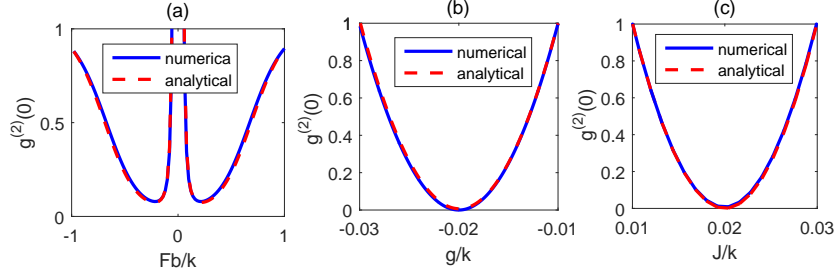 (a)
g(2)(0)
1
0.5
0
-1
0
1
Fb/k
numerica
analytical
(b)
g(2)(0)
1
0.8
0.6
0.4
0.2
0
-0.03
-0.02
-0.01
g/k
numerical
analytical
(c)
g(2)(0)
1
0.8
0.6
0.4
0.2
0
0.01
0.02
0.03
J/k
numerical
analytical